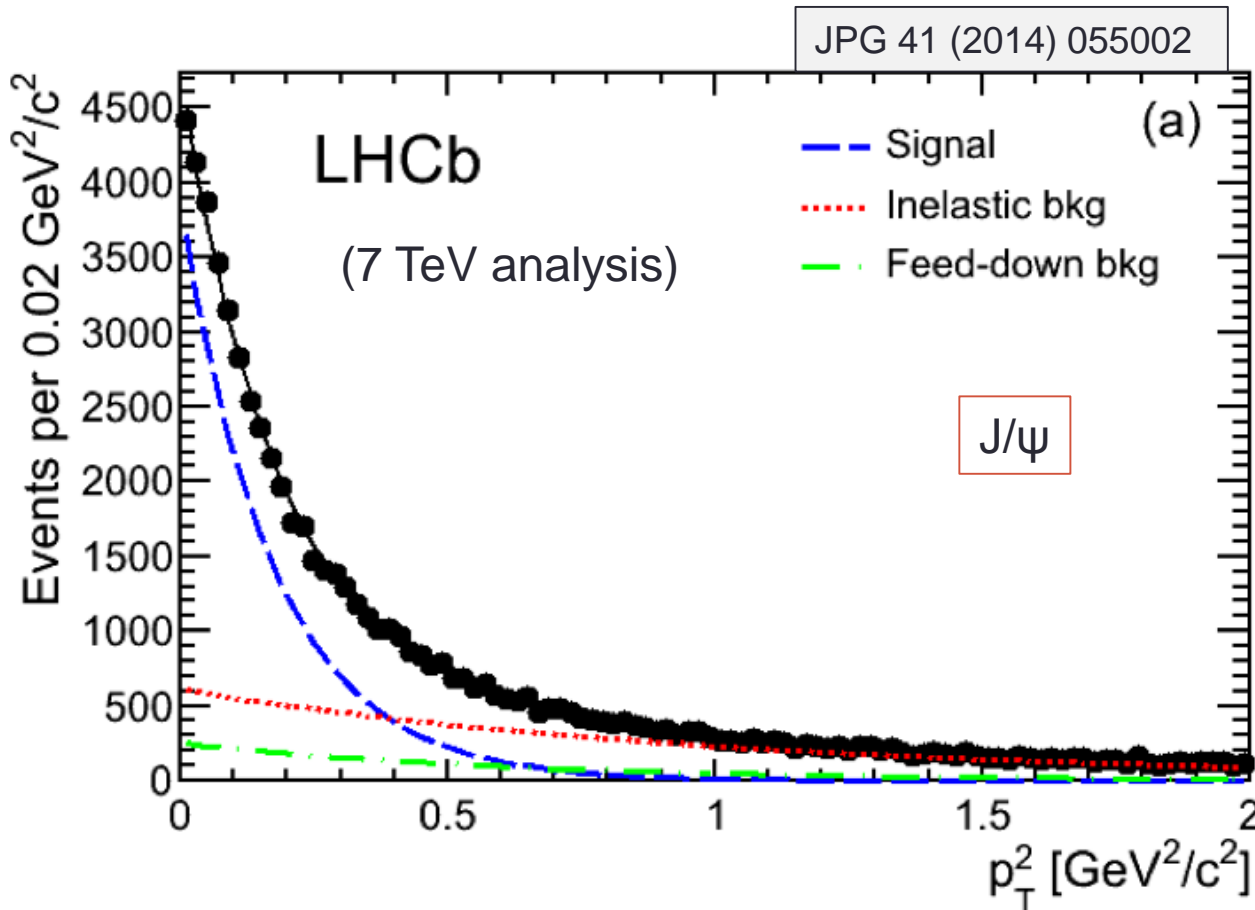 JPG 41 (2014) 055002
(a)
LHCb
(7 TeV analysis)
Signal
Inelastic bkg
Feed-down bkg
J/ψ
Events per 0.02 GeV²/c²
4500
4000
3500
3000
2500
2000
1500
1000
500
0
0 0.5 1 1.5 2
p_T² [GeV²/c²]